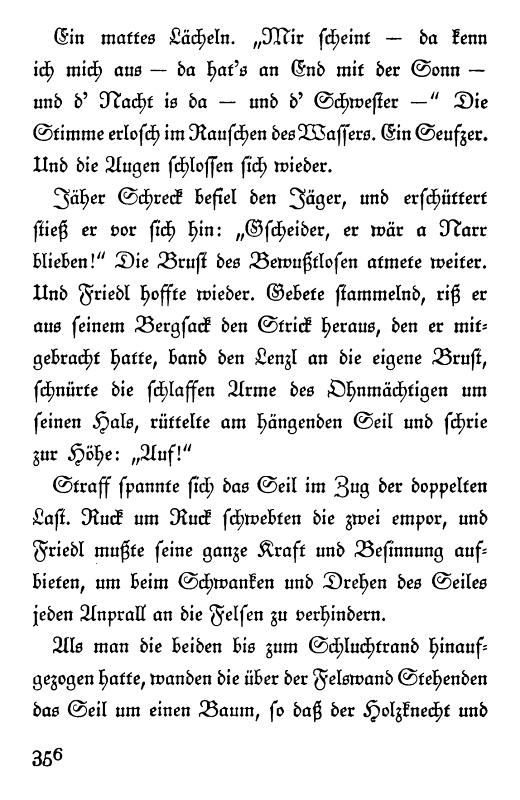 Ein mattes Lächeln. „Mir scheint — da kenn
ich mich aus — da hat's an End mit der Sonn —
und d' Nacht is da — und d' Schwester —“ Die
Stimme erlosch im Rauschen des Wassers. Ein Seufzer.
Und die Augen schlossen sich wieder.
Jäher Schreck befiel den Jäger, und erschüttert
stieß er vor sich hin: „Gscheider, er wär a Narr
blieben!“ Die Brust des Bewußtlosen atmete weiter.
Und Friedl hoffte wieder. Gebete stammelnd, riß er
aus seinem Bergsack den Strick heraus, den er mit-
gebracht hatte, band den Lenzl an die eigene Brust,
schnürte die schlaffen Arme des Ohnmächtigen um
seinen Hals, rüttelte am hängenden Seil und schrie
zur Höhe: „Auf!“
Straff spannte sich das Seil im Zug der doppelten
Last. Ruck um Ruck schwebten die zwei empor, und
Friedl mußte seine ganze Kraft und Besinnung auf-
bieten, um beim Schwanken und Drehen des Seiles
jeden Anprall an die Felsen zu verhindern.
Als man die beiden bis zum Schluchtrand hinauf-
gezogen hatte, wanden die über der Felswand Stehenden
das Seil um einen Baum, so daß der Holzknecht und
356